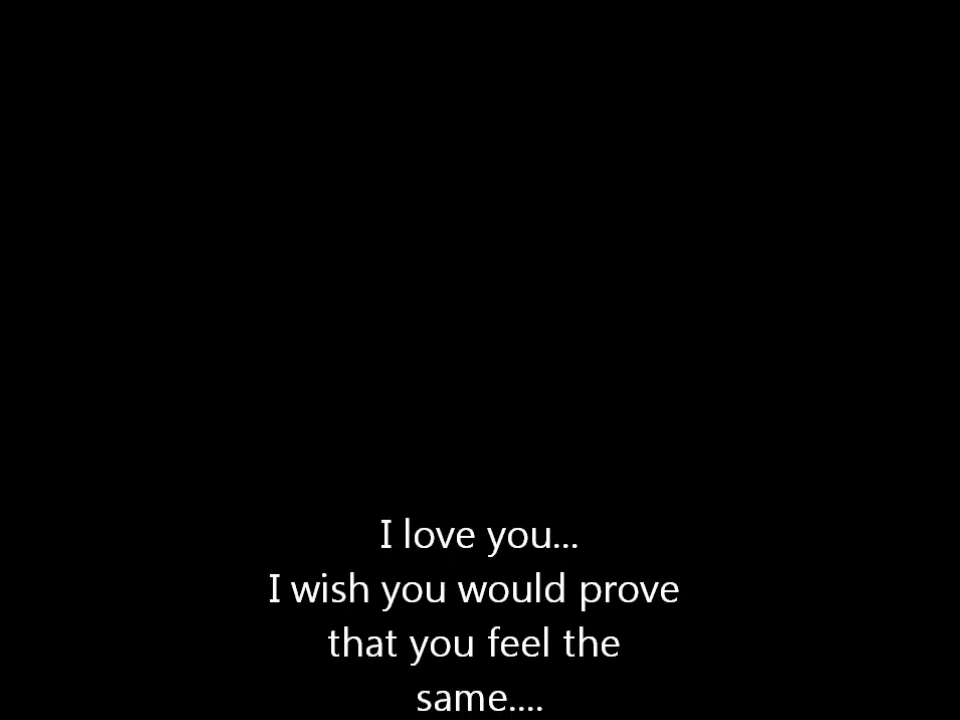 I love you...
I wish you would prove
that you feel the
same....